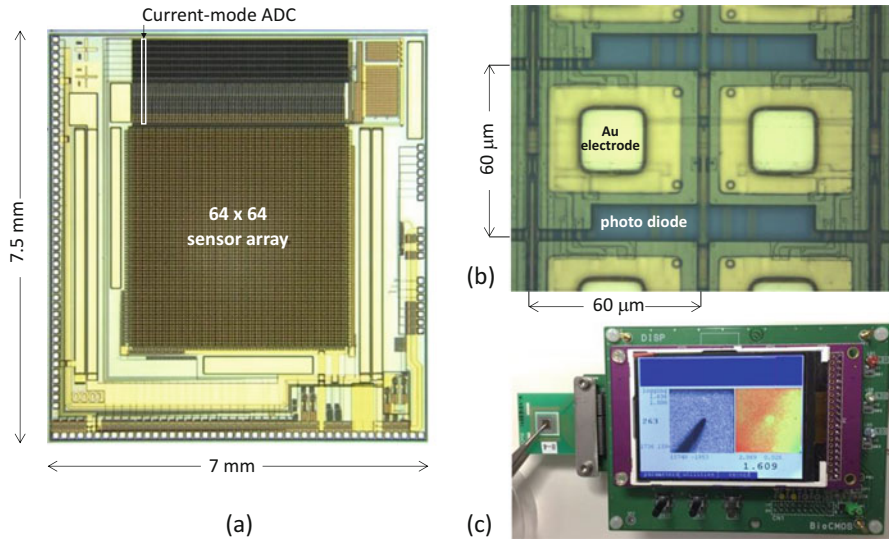 Current-mode ADC
7.5 mm
64 x 64
sensor array
7 mm
(a)
60 μm
Au
electrode
photo diode
60 μm
(b)
DISP
263
1.609
BioCMOS
(c)